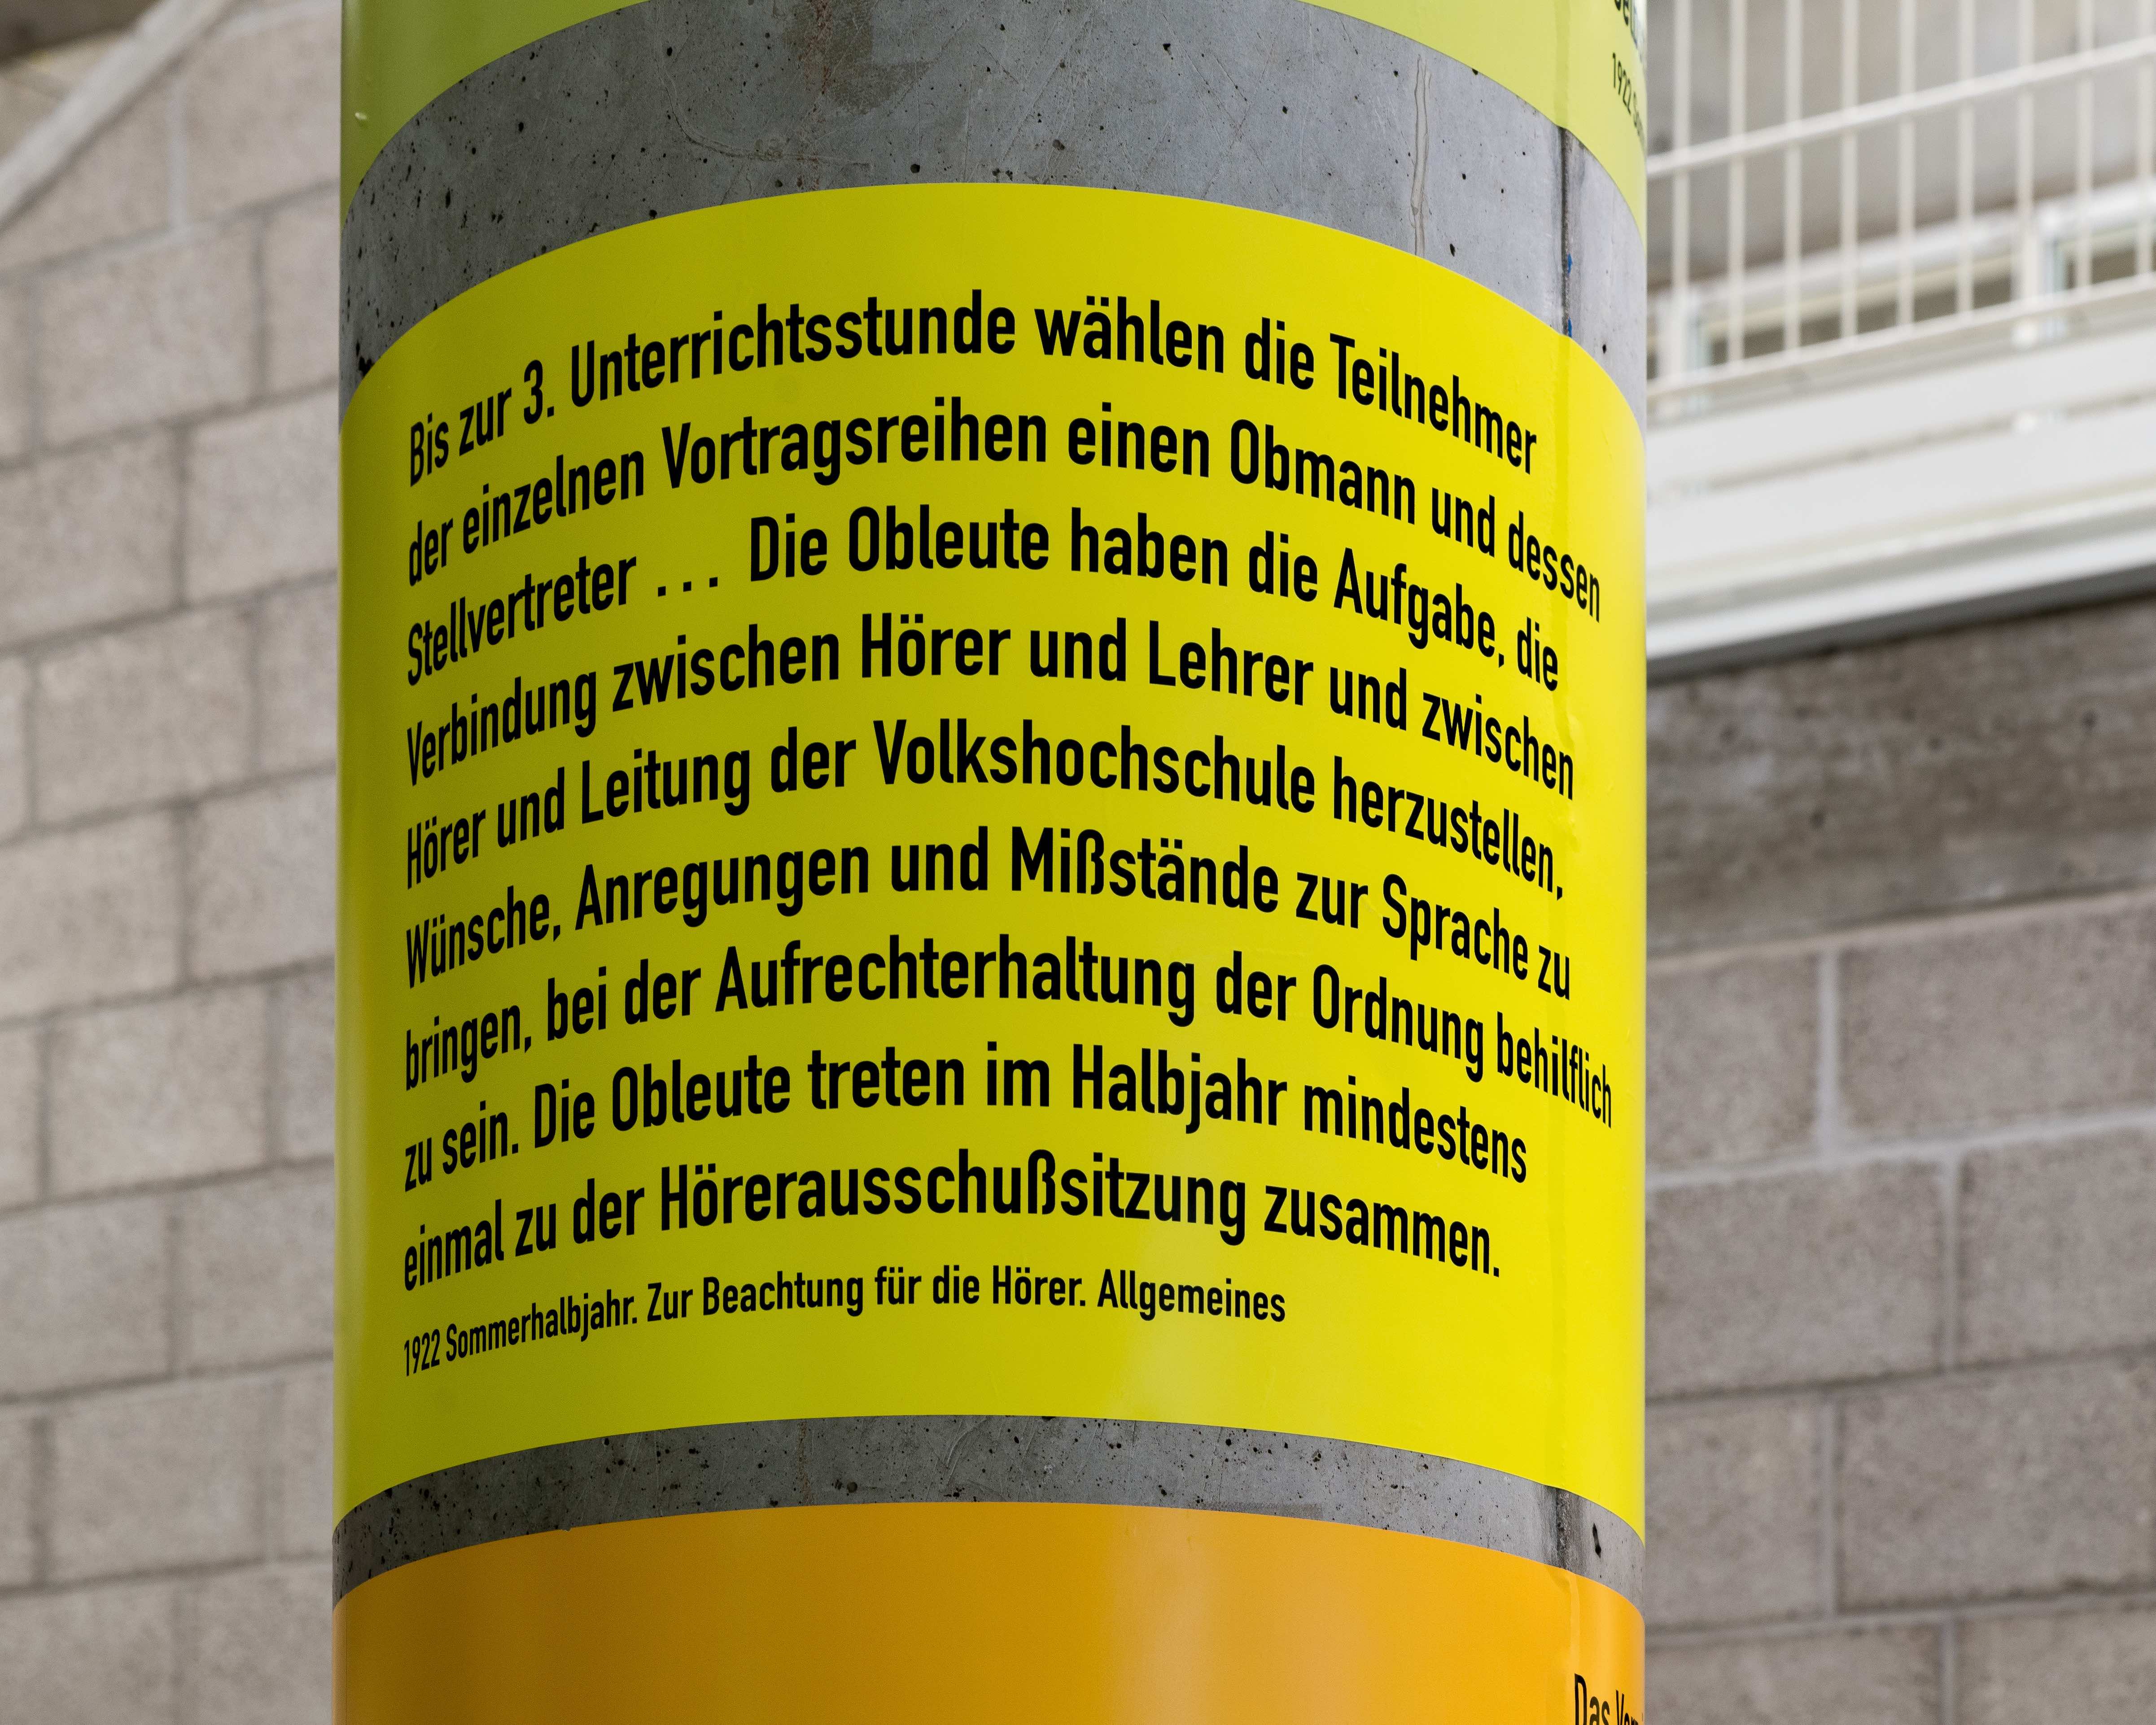 1922
Bis zur 3. Unterrichtsstunde wählen die Teilnehmer
der einzelnen Vortragsreihen einen Obmann und dessen
Stellvertreter ... Die Obleute haben die Aufgabe, die
Verbindung zwischen Hörer und Lehrer und zwischen
Hörer und Leitung der Volkshochschule herzustellen,
Wünsche, Anregungen und Mißstände zur Sprache zu
bringen, bei der Aufrechterhaltung der Ordnung behilflich
zu sein. Die Obleute treten im Halbjahr mindestens
einmal zu der Hörerausschußsitzung zusammen.
1922 Sommerhalbjahr. Zur Beachtung für die Hörer. Allgemeines
Das